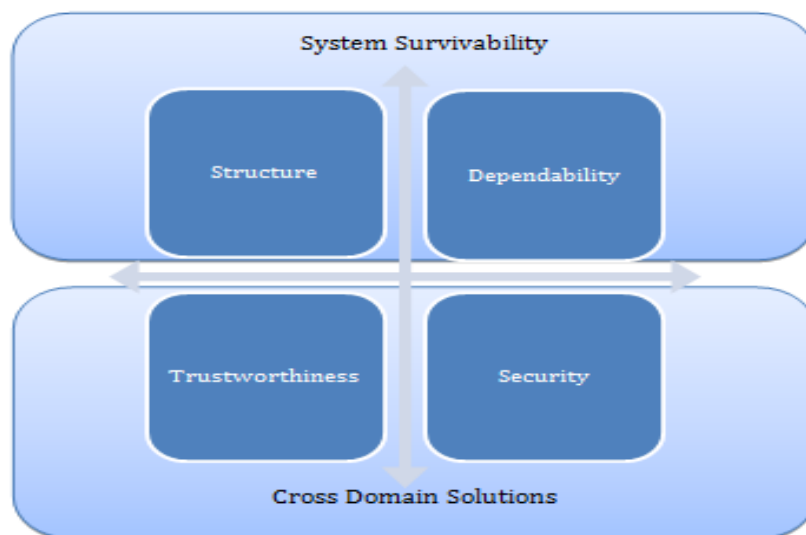 System Survivability
Structure
Dependability
Trustworthiness
Security
Cross Domain Solutions